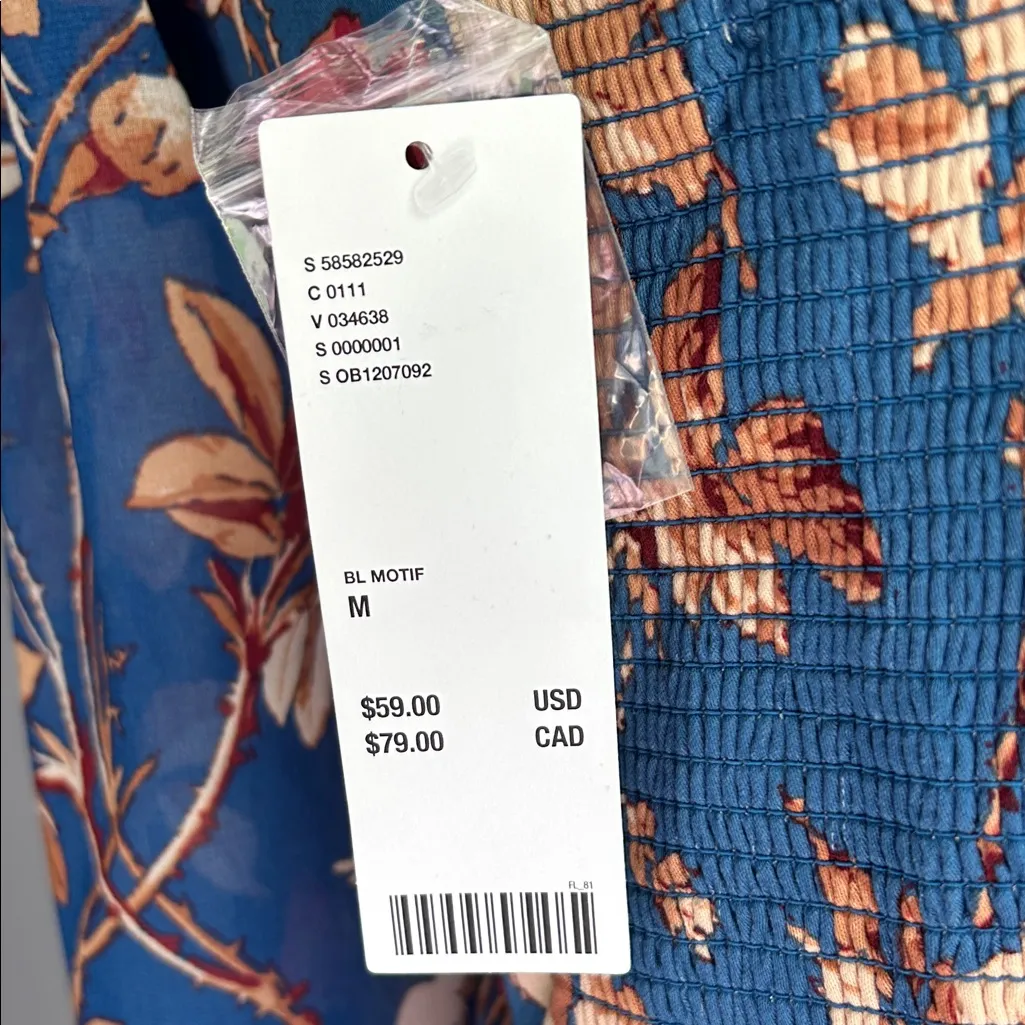 S 58582529
C 0111
V 034638
S 0000001
S OB1207092
BL MOTIF
M
$59.00 USD
$79.00 CAD
FL_81